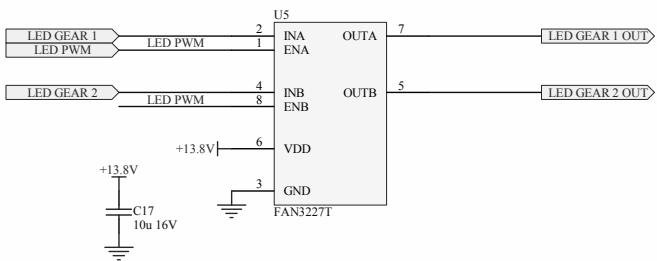 U5
LED GEAR 1 2 INA OUTA 7 LED GEAR 1 OUT
LED PWM LED PWM 1 ENA
LED GEAR 2 4 INB OUTB 5 LED GEAR 2 OUT
LED PWM 8 ENB
+13.8V 6 VDD
+13.8V
3 GND
C17
FAN3227T
10u 16V